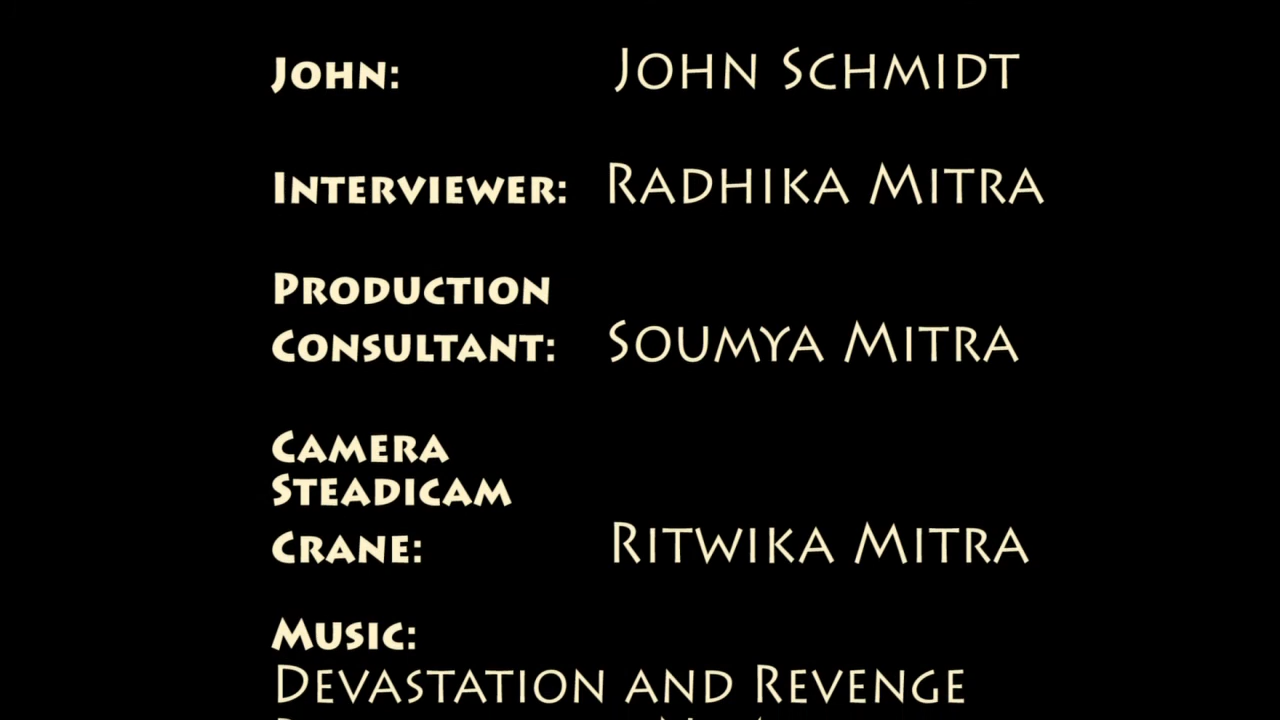 John: John Schmidt
Interviewer: Radhika Mitra
Production
Consultant: Soumya Mitra
Camera
Steadicam
Crane: Ritwika Mitra
Music:
Devastation and Revenge